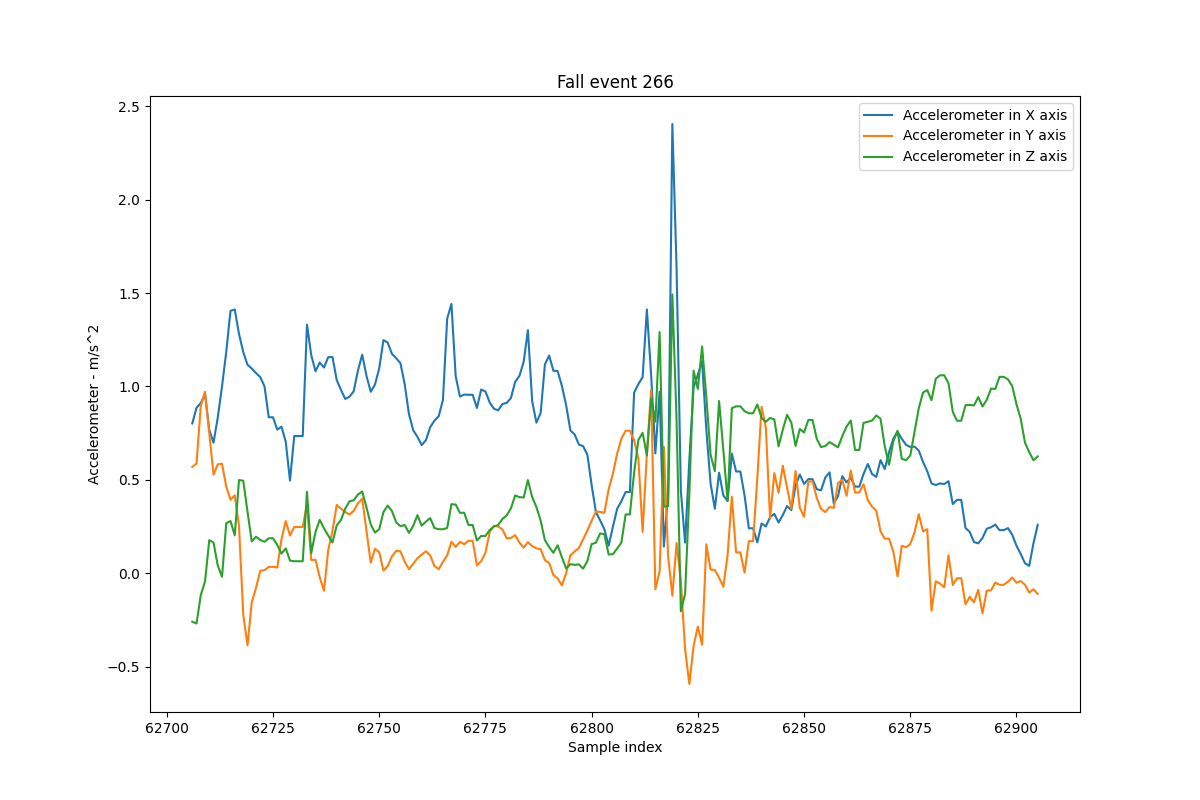 Fall event 266
Accelerometer in X axis
Accelerometer in Y axis
Accelerometer in Z axis
Accelerometer - m/s^2
2.5
2.0
1.5
1.0
0.5
0.0
−0.5
62700 62725 62750 62775 62800 62825 62850 62875 62900
Sample index